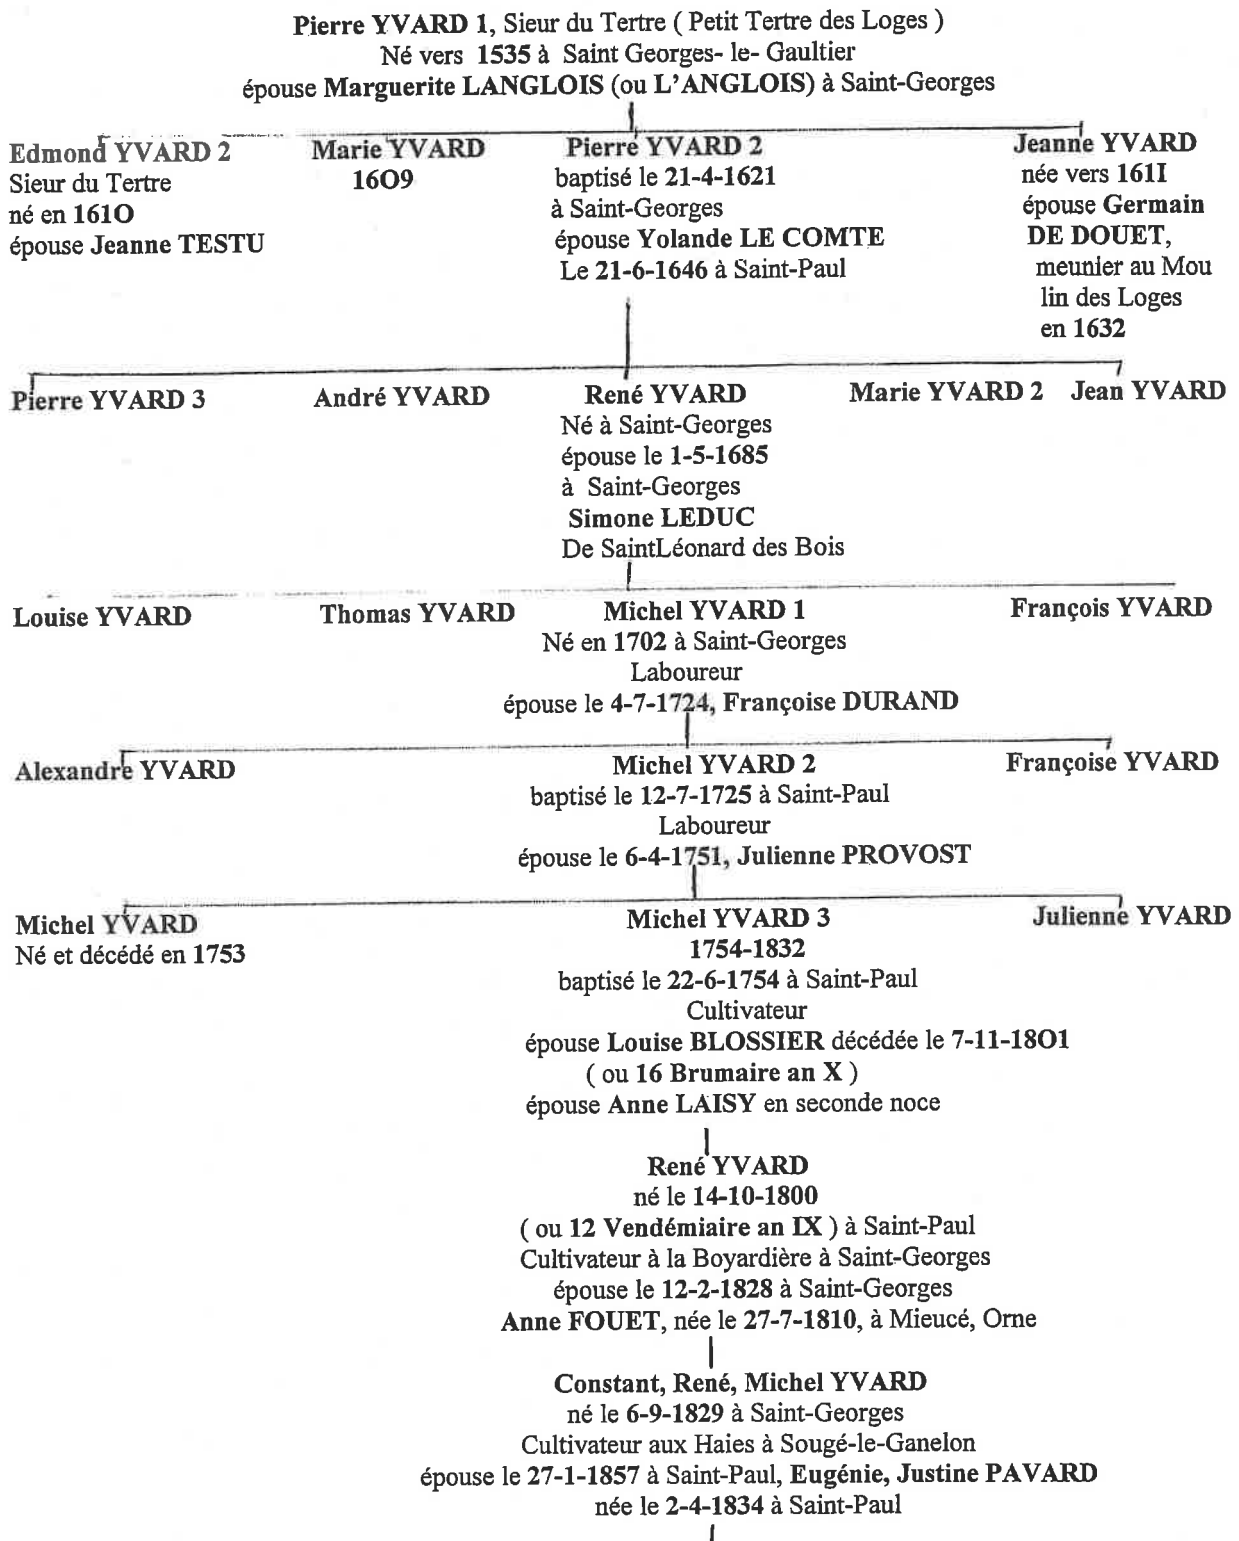 Pierre YVARD 1, Sieur du Tertre ( Petit Tertre des Loges )
Né vers 1535 à Saint Georges- le- Gaultier
épouse Marguerite LANGLOIS (ou L'ANGLOIS) à Saint-Georges
Edmond YVARD 2
Sieur du Tertre
né en 161O
épouse Jeanne TESTU
Marie YVARD
16O9
Pierre YVARD 2
baptisé le 21-4-1621
à Saint-Georges
épouse Yolande LE COMTE
Le 21-6-1646 à Saint-Paul
Jeanne YVARD
née vers 161I
épouse Germain
DE DOUET,
meunier au Mou
lin des Loges
en 1632
Pierre YVARD 3
André YVARD
René YVARD
Né à Saint-Georges
épouse le 1-5-1685
à Saint-Georges
Simone LEDUC
De SaintLéonard des Bois
Marie YVARD 2
Jean YVARD
Louise YVARD
Thomas YVARD
Michel YVARD 1
Né en 1702 à Saint-Georges
Laboureur
épouse le 4-7-1724, Françoise DURAND
François YVARD
Alexandre YVARD
Michel YVARD 2
baptisé le 12-7-1725 à Saint-Paul
Laboureur
épouse le 6-4-1751, Julienne PROVOST
Françoise YVARD
Michel YVARD
Né et décédé en 1753
Michel YVARD 3
1754-1832
baptisé le 22-6-1754 à Saint-Paul
Cultivateur
épouse Louise BLOSSIER décédée le 7-11-18O1
( ou 16 Brumaire an X )
épouse Anne LAISY en seconde noce
Julienne YVARD
René YVARD
né le 14-10-1800
( ou 12 Vendémiaire an IX ) à Saint-Paul
Cultivateur à la Boyardière à Saint-Georges
épouse le 12-2-1828 à Saint-Georges
Anne FOUET, née le 27-7-1810, à Mieucé, Orne
Constant, René, Michel YVARD
né le 6-9-1829 à Saint-Georges
Cultivateur aux Haies à Sougé-le-Ganelon
épouse le 27-1-1857 à Saint-Paul, Eugénie, Justine PAVARD
née le 2-4-1834 à Saint-Paul